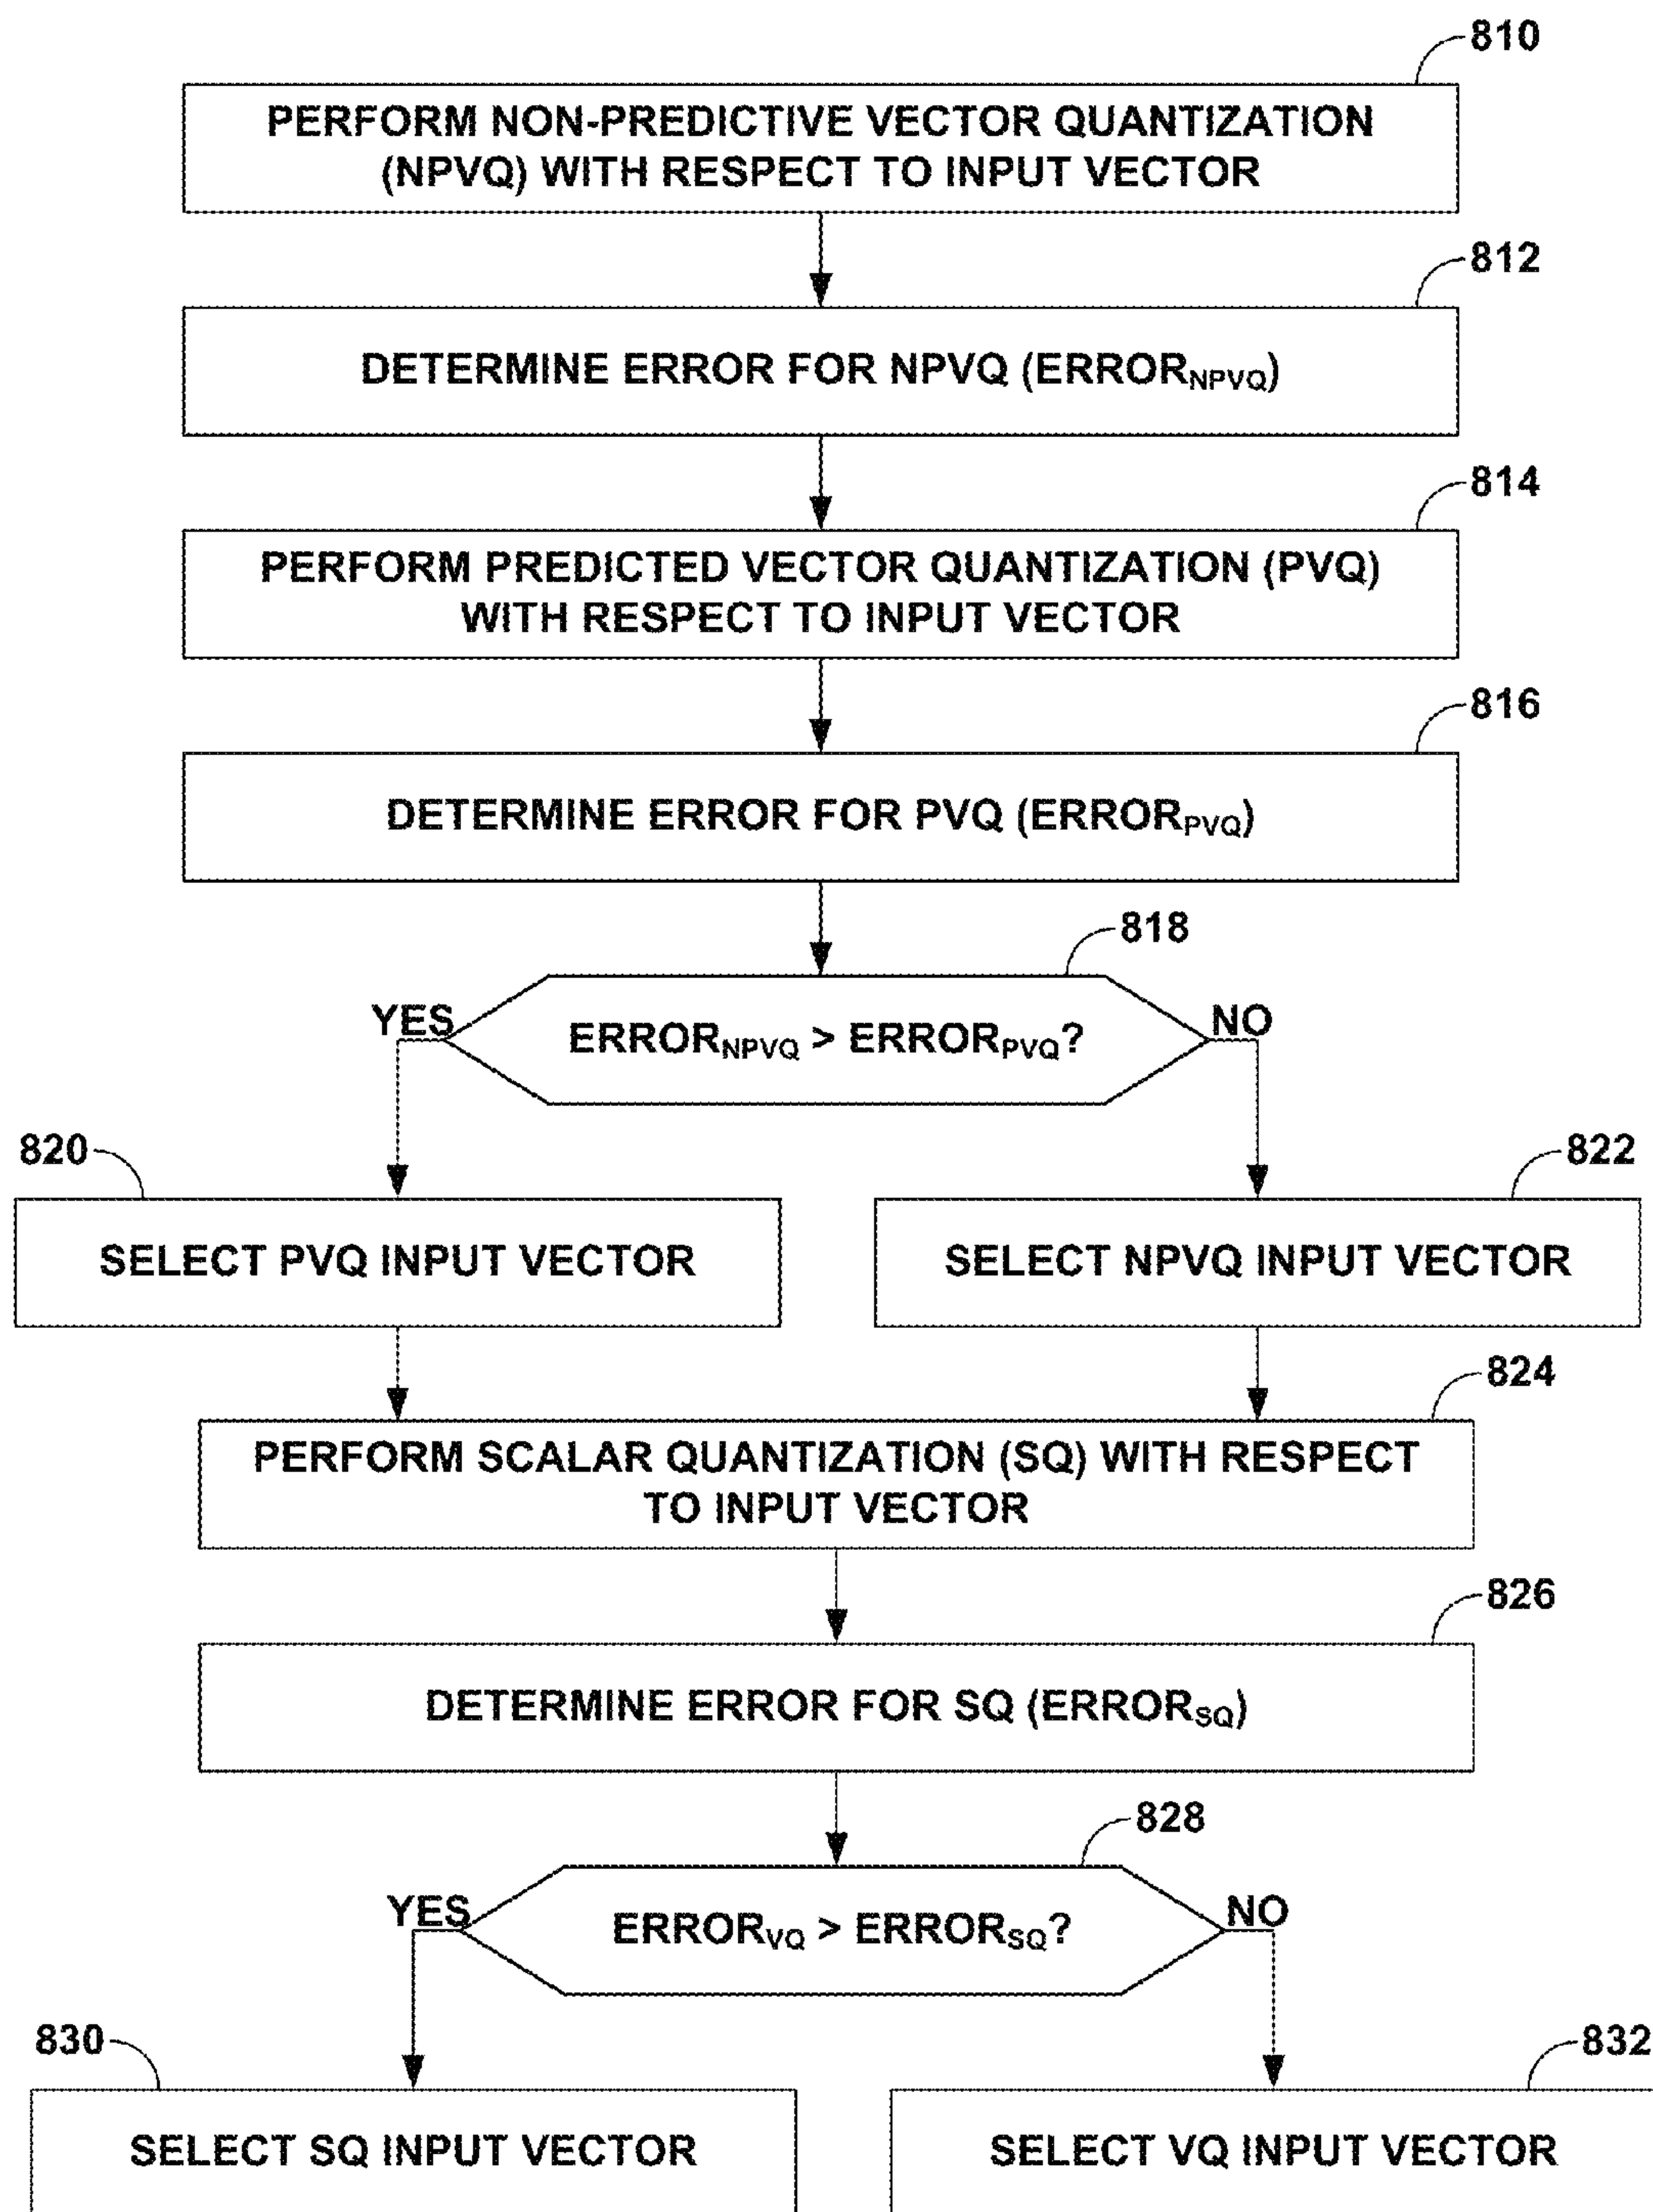 810
PERFORM NON-PREDICTIVE VECTOR QUANTIZATION
(NPVQ) WITH RESPECT TO INPUT VECTOR
812
DETERMINE ERROR FOR NPVQ (ERRORNPVQ)
814
PERFORM PREDICTED VECTOR QUANTIZATION (PVQ)
WITH RESPECT TO INPUT VECTOR
816
DETERMINE ERROR FOR PVQ (ERRORPVQ)
818
YES
ERRORNPVQ > ERRORPVQ?
NO
820
822
SELECT PVQ INPUT VECTOR
SELECT NPVQ INPUT VECTOR
824
PERFORM SCALAR QUANTIZATION (SQ) WITH RESPECT
TO INPUT VECTOR
826
DETERMINE ERROR FOR SQ (ERRORSQ)
828
YES
ERRORVQ > ERRORSQ?
NO
830
832
SELECT SQ INPUT VECTOR
SELECT VQ INPUT VECTOR